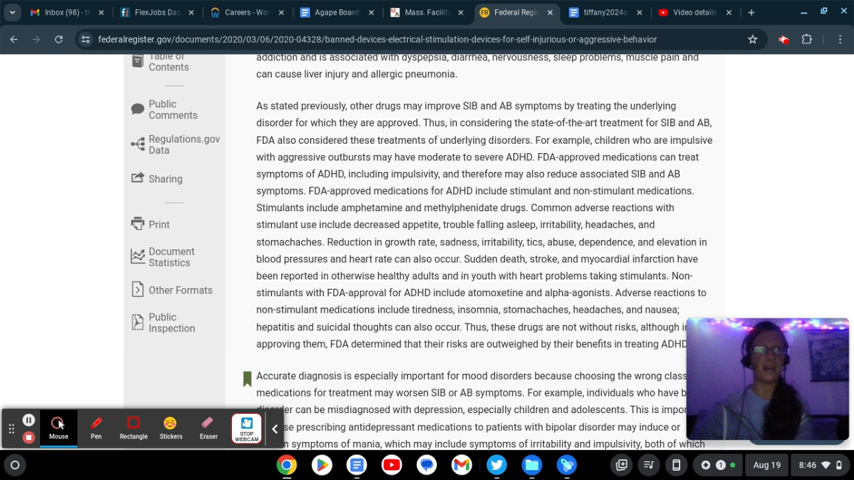 Inbox (98) - t
FlexJobs Das
Careers - Wor
Agape Board
Mass. Facilit
Federal Regi
tiffany2024c
Video detail
federalregister.gov/documents/2020/03/06/2020-04328/banned-devices-electrical-stimulation-devices-for-self-injurious-or-aggressive-behavior
Table of
Contents
Public
Comments
Regulations.gov
Data
Sharing
Print
Document
Statistics
Other Formats
Public
Inspection
addiction and is associated with dyspepsia, diarrhea, nervousness, sleep problems, muscle pain and
can cause liver injury and allergic pneumonia.
As stated previously, other drugs may improve SIB and AB symptoms by treating the underlying
disorder for which they are approved. Thus, in considering the state-of-the-art treatment for SIB and AB,
FDA also considered these treatments of underlying disorders. For example, children who are impulsive
with aggressive outbursts may have moderate to severe ADHD. FDA-approved medications can treat
symptoms of ADHD, including impulsivity, and therefore may also reduce associated SIB and AB
symptoms. FDA-approved medications for ADHD include stimulant and non-stimulant medications.
Stimulants include amphetamine and methylphenidate drugs. Common adverse reactions with
stimulant use include decreased appetite, trouble falling asleep, irritability, headaches, and
stomachaches. Reduction in growth rate, sadness, irritability, tics, abuse, dependence, and elevation in
blood pressures and heart rate can also occur. Sudden death, stroke, and myocardial infarction have
been reported in otherwise healthy adults and in youth with heart problems taking stimulants. Non-
stimulants with FDA-approval for ADHD include atomoxetine and alpha-agonists. Adverse reactions to
non-stimulant medications include tiredness, insomnia, stomachaches, headaches, and nausea;
hepatitis and suicidal thoughts can also occur. Thus, these drugs are not without risks, although in
approving them, FDA determined that their risks are outweighed by their benefits in treating ADHD
Accurate diagnosis is especially important for mood disorders because choosing the wrong class
medications for treatment may worsen SIB or AB symptoms. For example, individuals who have b
order can be misdiagnosed with depression, especially children and adolescents. This is impor
se prescribing antidepressant medications to patients with bipolar disorder may induce or
n symptoms of mania, which may include symptoms of irritability and impulsivity, both of which
Mouse
Pen
Rectangle
Stickers
Eraser
STOP
WEBCAM
1
Aug 19
8:46